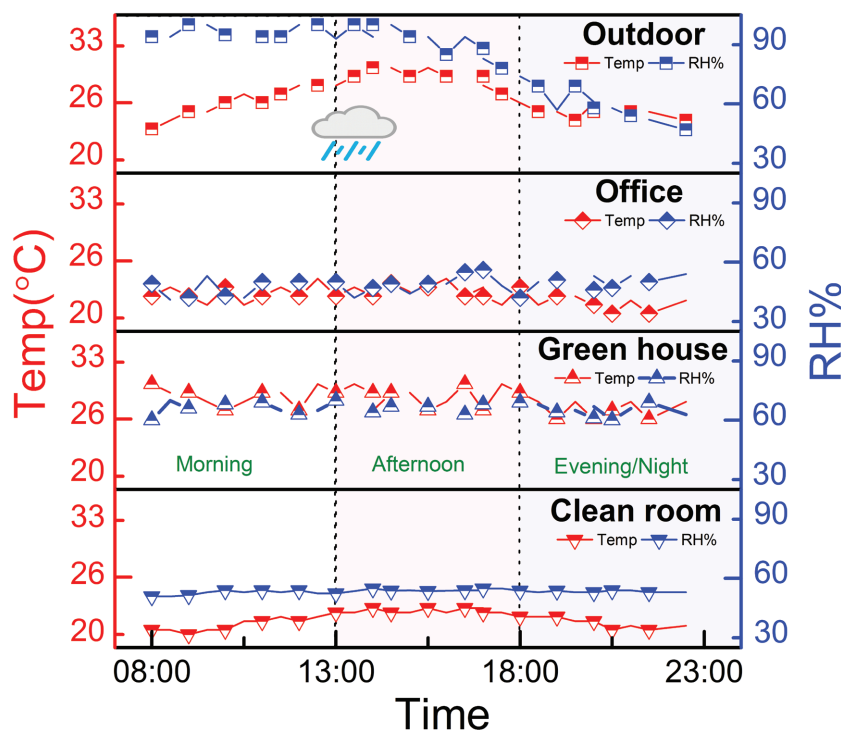 Outdoor
Temp RH%
33 90
26 60
20 30
Office
Temp RH%
33 90
26 60
20 30
Temp(°C)
RH%
Green house
Temp RH%
33 90
26 60
20 30
Morning Afternoon Evening/Night
Clean room
Temp RH%
33 90
26 60
20 30
08:00 13:00 18:00 23:00
Time